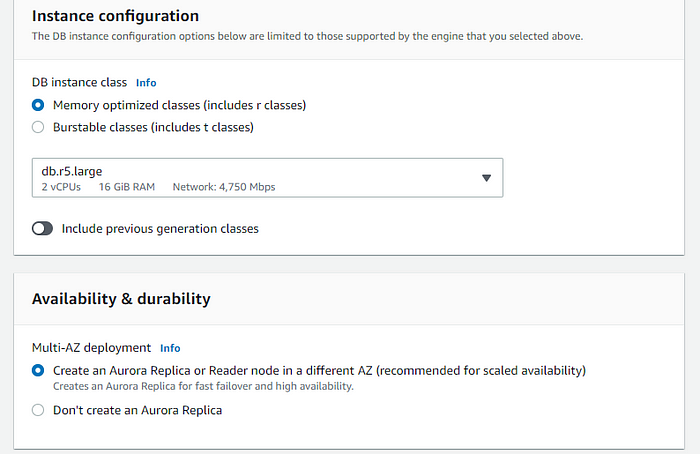 Instance configuration
The DB instance configuration options below are limited to those supported by the engine that you selected above.
DB instance class Info
Memory optimized classes (includes r classes)
Burstable classes (includes t classes)
db.r5.large
2 vCPUs 16 GiB RAM Network: 4,750 Mbps
Include previous generation classes
Availability & durability
Multi-AZ deployment Info
Create an Aurora Replica or Reader node in a different AZ (recommended for scaled availability)
Creates an Aurora Replica for fast failover and high availability.
Don't create an Aurora Replica